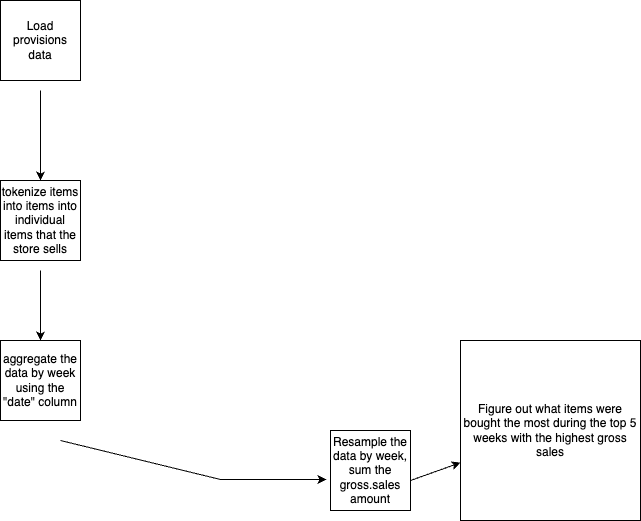 Load
provisions
data
tokenize items
into items into
individual
items that the
store sells
aggregate the
data by week
using the
"date" column
Resample the
data by week,
sum the
gross.sales
amount
Figure out what items were
bought the most during the top 5
weeks with the highest gross
sales